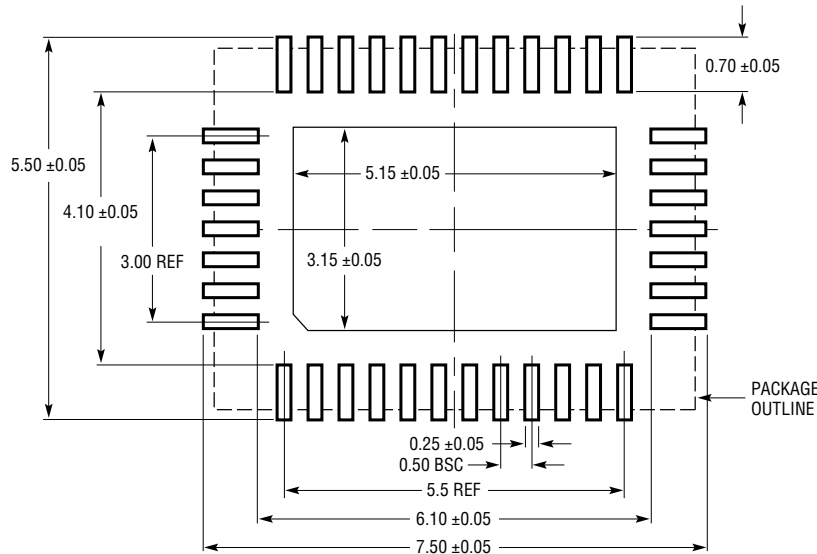 0.70 ±0.05
5.50 ±0.05
5.15 ±0.05
4.10 ±0.05
3.00 REF
3.15 ±0.05
PACKAGE
OUTLINE
0.25 ±0.05
0.50 BSC
5.5 REF
6.10 ±0.05
7.50 ±0.05